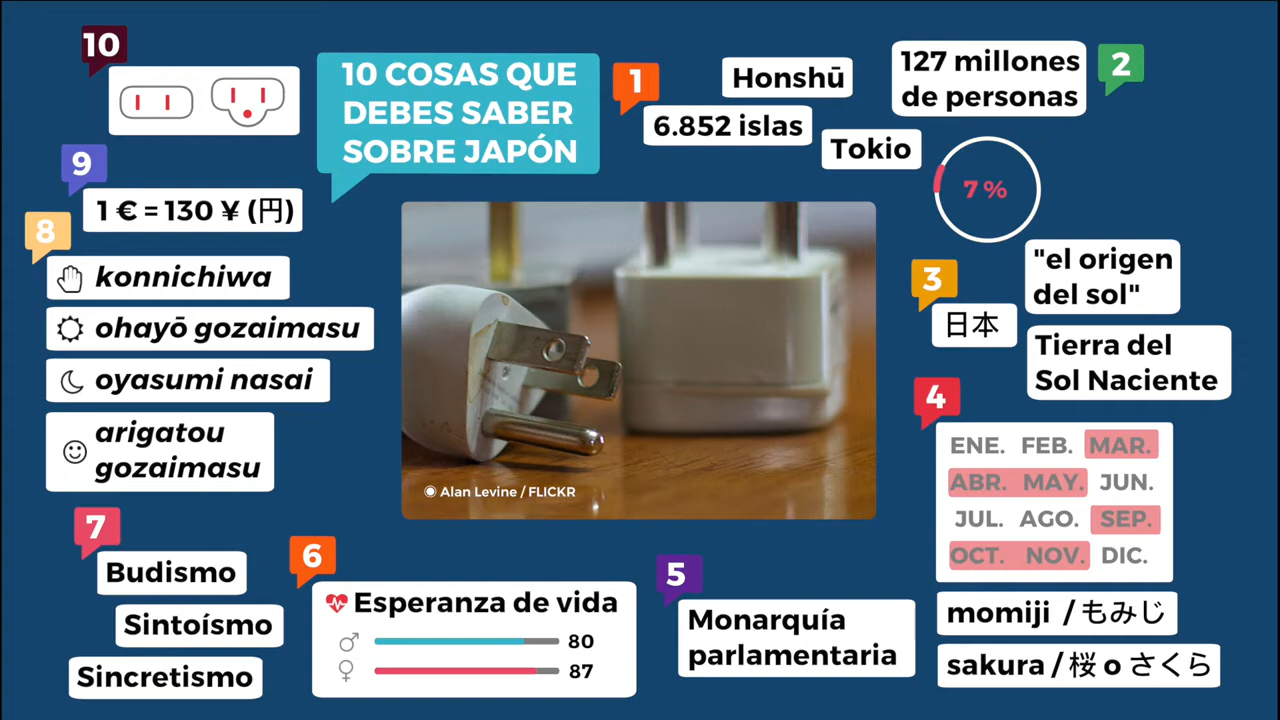 10 COSAS QUE
DEBES SABER
SOBRE JAPÓN
1
Honshū
6.852 islas
Tokio
2
127 millones
de personas
7 %
3
"el origen
del sol"
日本
Tierra del
Sol Naciente
4
ENE. FEB. MAR.
ABR. MAY. JUN.
JUL. AGO. SEP.
OCT. NOV. DIC.
momiji / もみじ
sakura / 桜 o さくら
5
Monarquía
parlamentaria
6
Esperanza de vida
♂ 80
♀ 87
7
Budismo
Sintoísmo
Sincretismo
8
konnichiwa
ohayō gozaimasu
oyasumi nasai
arigatou
gozaimasu
9
1 € = 130 ¥ (円)
10
Alan Levine / FLICKR